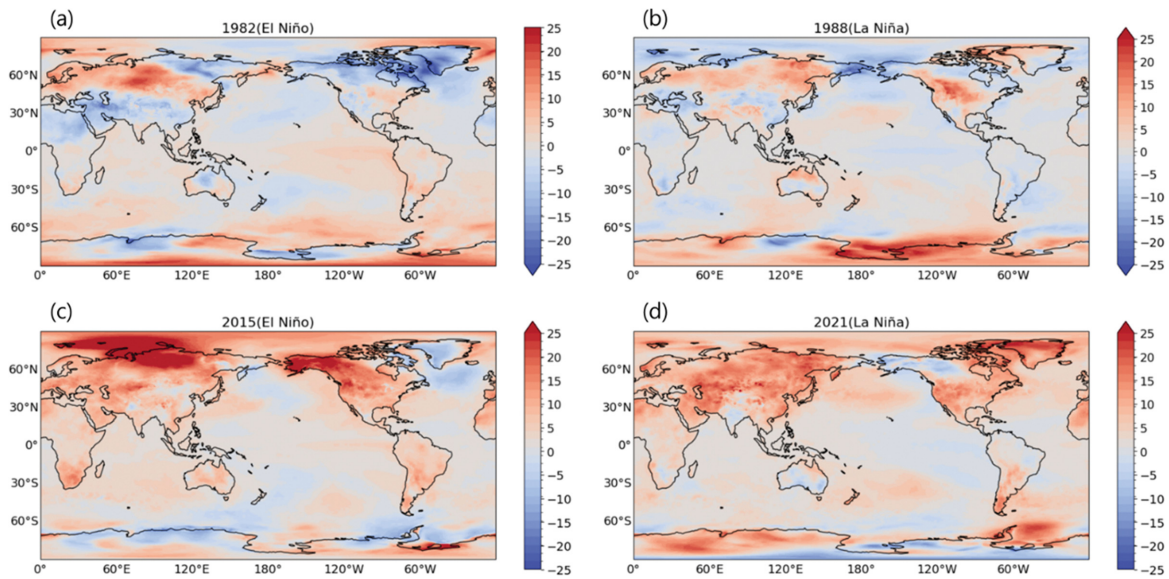 (a)
1982(El Niño)
60°N
30°N
0°
30°S
60°S
0° 60°E 120°E 180° 120°W 60°W
25
20
15
10
5
0
−5
−10
−15
−20
−25
(b)
1988(La Niña)
60°N
30°N
0°
30°S
60°S
0° 60°E 120°E 180° 120°W 60°W
25
20
15
10
5
0
−5
−10
−15
−20
−25
(c)
2015(El Niño)
60°N
30°N
0°
30°S
60°S
0° 60°E 120°E 180° 120°W 60°W
25
20
15
10
5
0
−5
−10
−15
−20
−25
(d)
2021(La Niña)
60°N
30°N
0°
30°S
60°S
0° 60°E 120°E 180° 120°W 60°W
25
20
15
10
5
0
−5
−10
−15
−20
−25